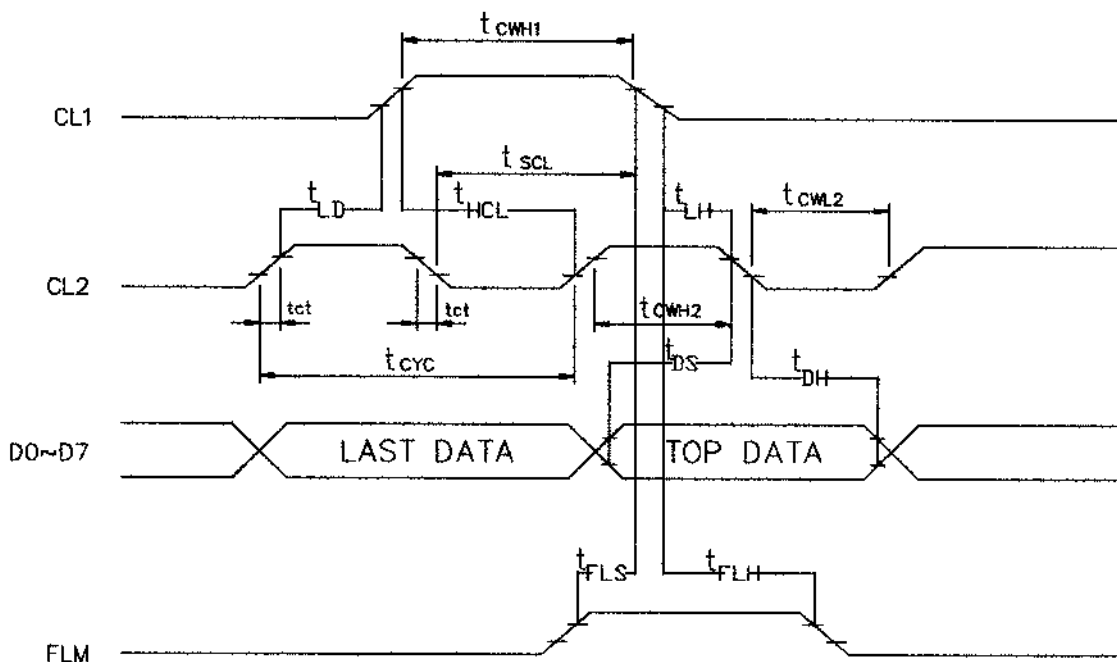 tCWH1
CL1
tSCL
tLD
tHCL
tLH
tCWL2
CL2
tct
tct
tCWH2
tCYC
tDS
tDH
D0~D7
LAST DATA
TOP DATA
tFLS
tFLH
FLM